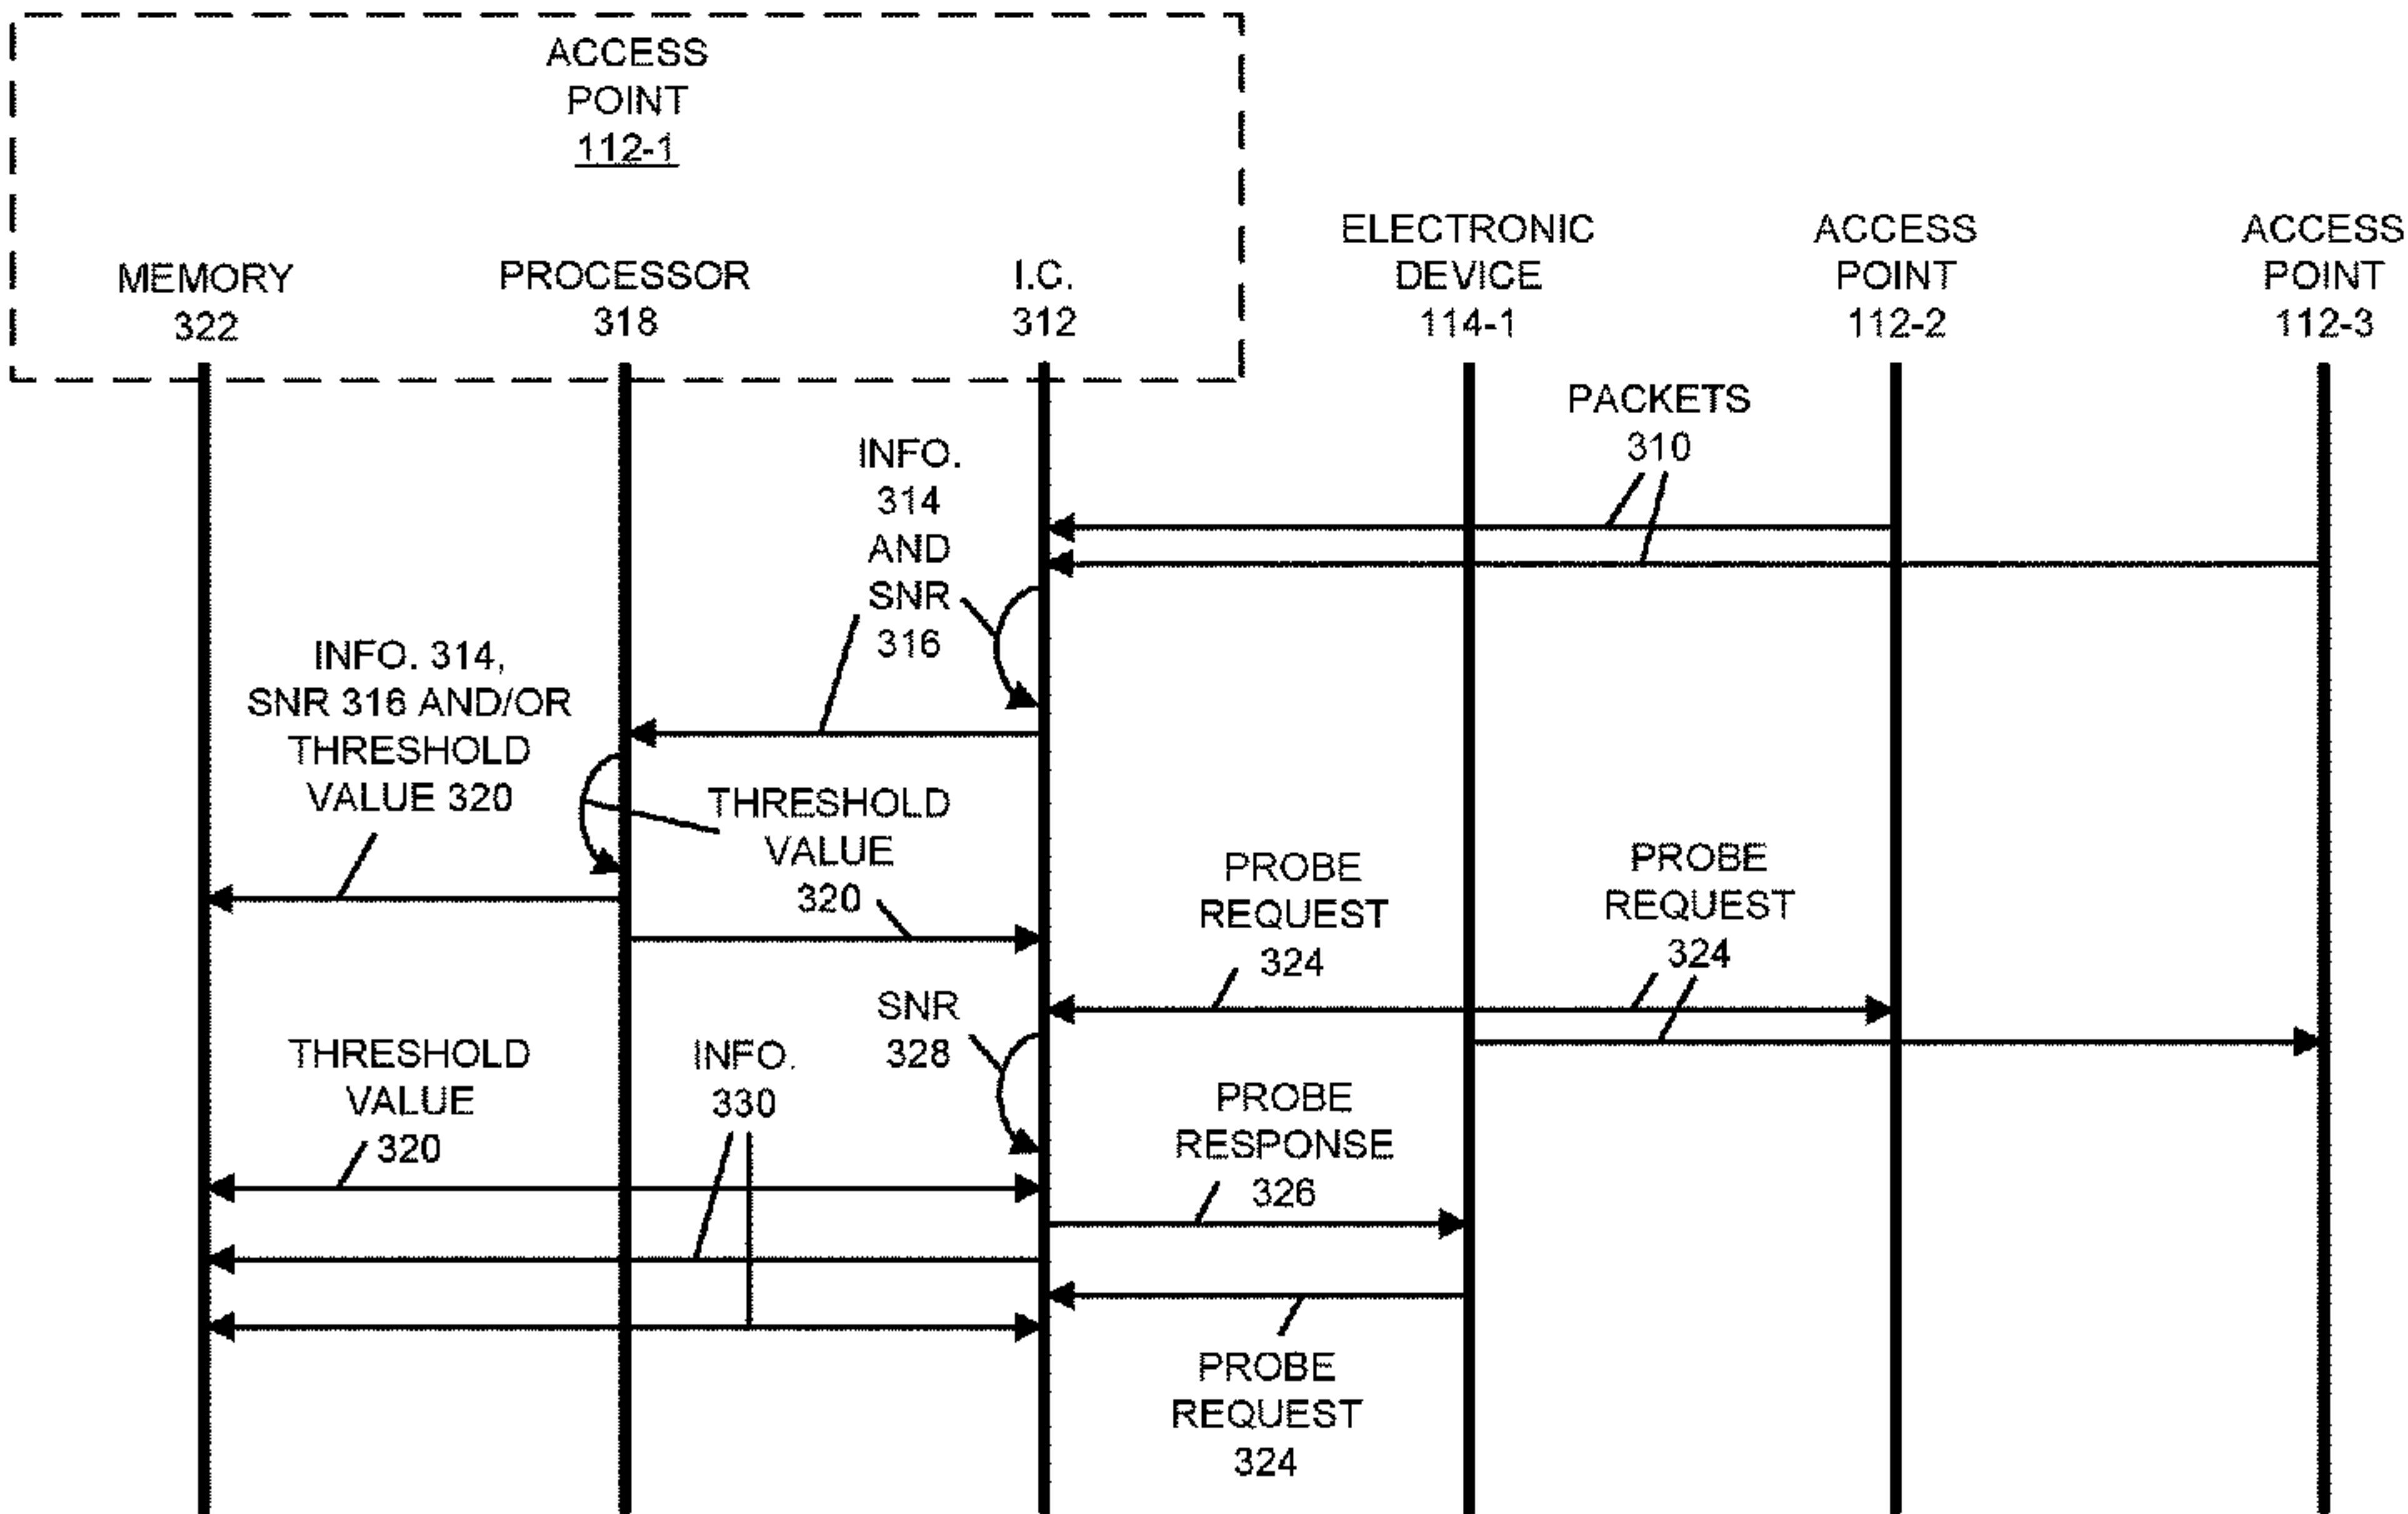 ACCESS
POINT
112-1
MEMORY
322
PROCESSOR
318
I.C.
312
ELECTRONIC
DEVICE
114-1
ACCESS
POINT
112-2
ACCESS
POINT
112-3
PACKETS
310
INFO.
314
AND
SNR
316
INFO. 314,
SNR 316 AND/OR
THRESHOLD
VALUE 320
THRESHOLD
VALUE
320
PROBE
REQUEST
324
PROBE
REQUEST
324
SNR
328
THRESHOLD
VALUE
320
INFO.
330
PROBE
RESPONSE
326
PROBE
REQUEST
324